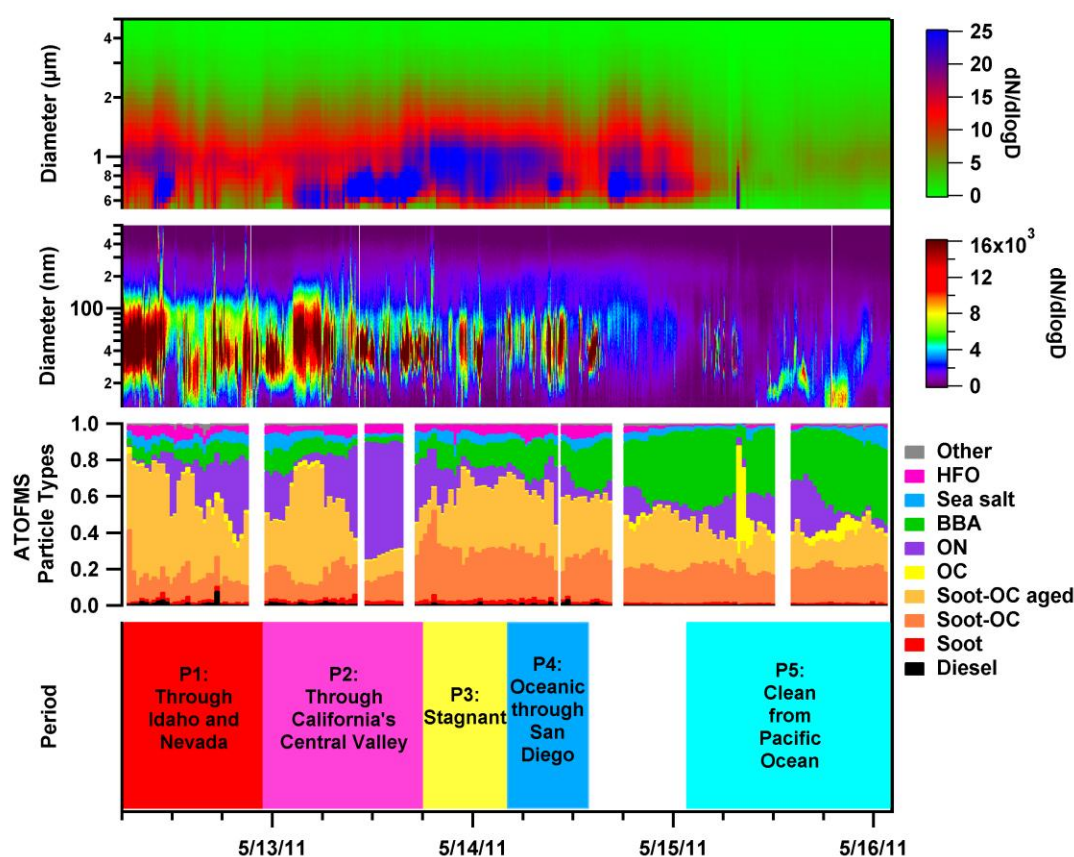 4
2
1
8
6
Diameter (µm)
25
20
15
10
5
0
dN/dlogD
4
2
100
4
2
Diameter (nm)
16x10³
12
8
4
0
dN/dlogD
1.0
0.8
0.6
0.4
0.2
0.0
ATOFMS
Particle Types
Other
HFO
Sea salt
BBA
ON
OC
Soot-OC aged
Soot-OC
Soot
Diesel
Period
P1:
Through
Idaho and
Nevada
P2:
Through
California's
Central Valley
P3:
Stagnant
P4:
Oceanic
through
San
Diego
P5:
Clean
from
Pacific
Ocean
5/13/11
5/14/11
5/15/11
5/16/11